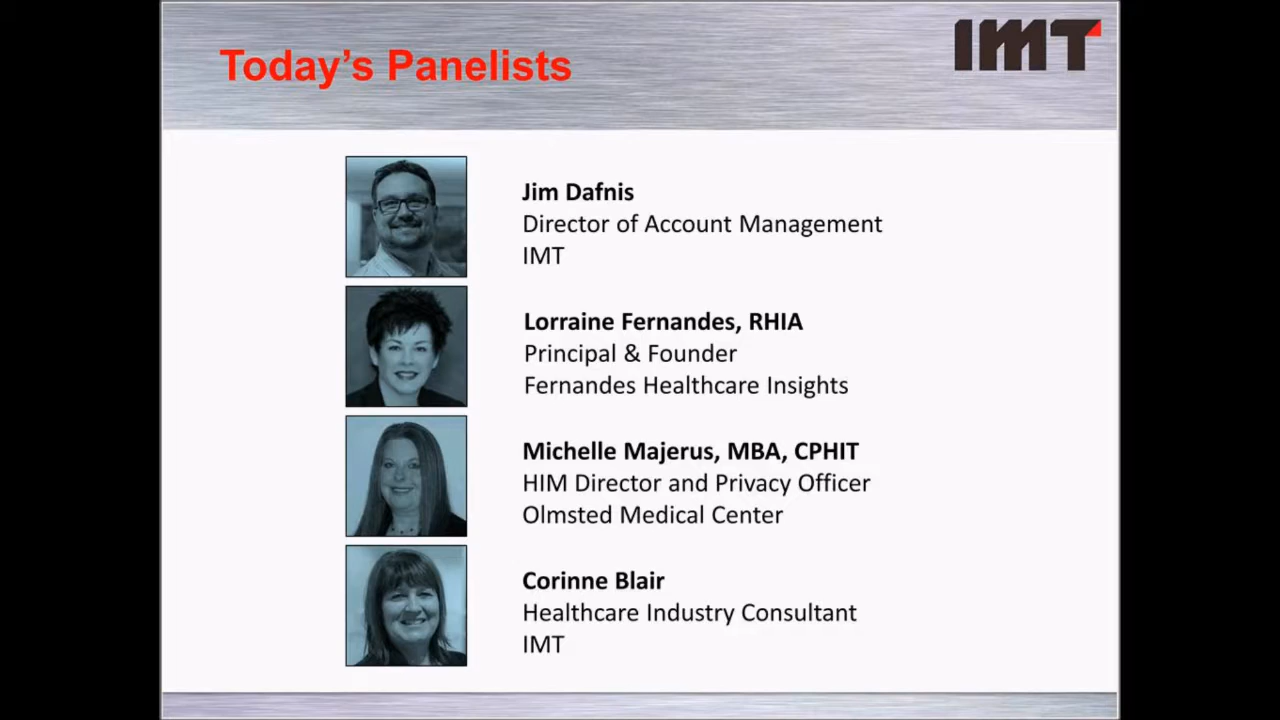 Today's Panelists
IMT
Jim Dafnis
Director of Account Management
IMT
Lorraine Fernandes, RHIA
Principal & Founder
Fernandes Healthcare Insights
Michelle Majerus, MBA, CPHIT
HIM Director and Privacy Officer
Olmsted Medical Center
Corinne Blair
Healthcare Industry Consultant
IMT